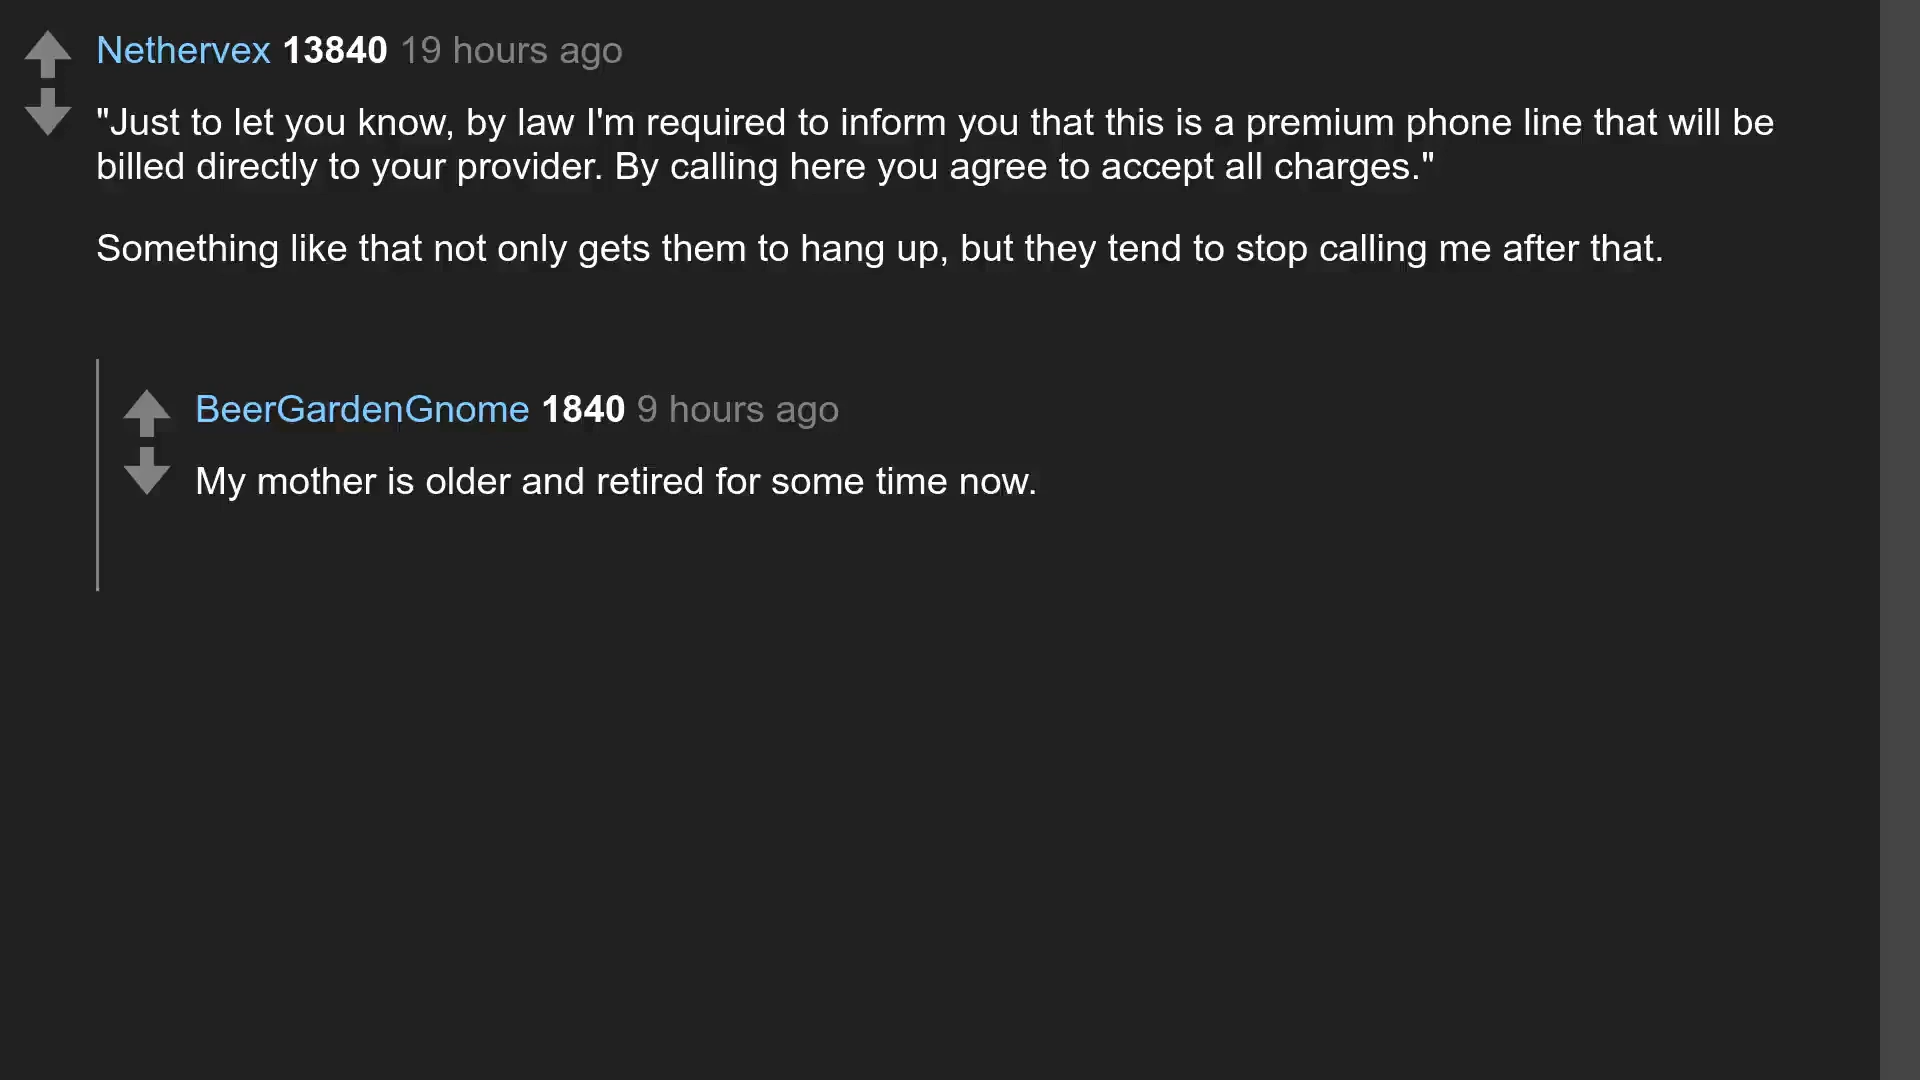 Nethervex 13840 19 hours ago
"Just to let you know, by law I'm required to inform you that this is a premium phone line that will be
billed directly to your provider. By calling here you agree to accept all charges."
Something like that not only gets them to hang up, but they tend to stop calling me after that.
BeerGardenGnome 1840 9 hours ago
My mother is older and retired for some time now.